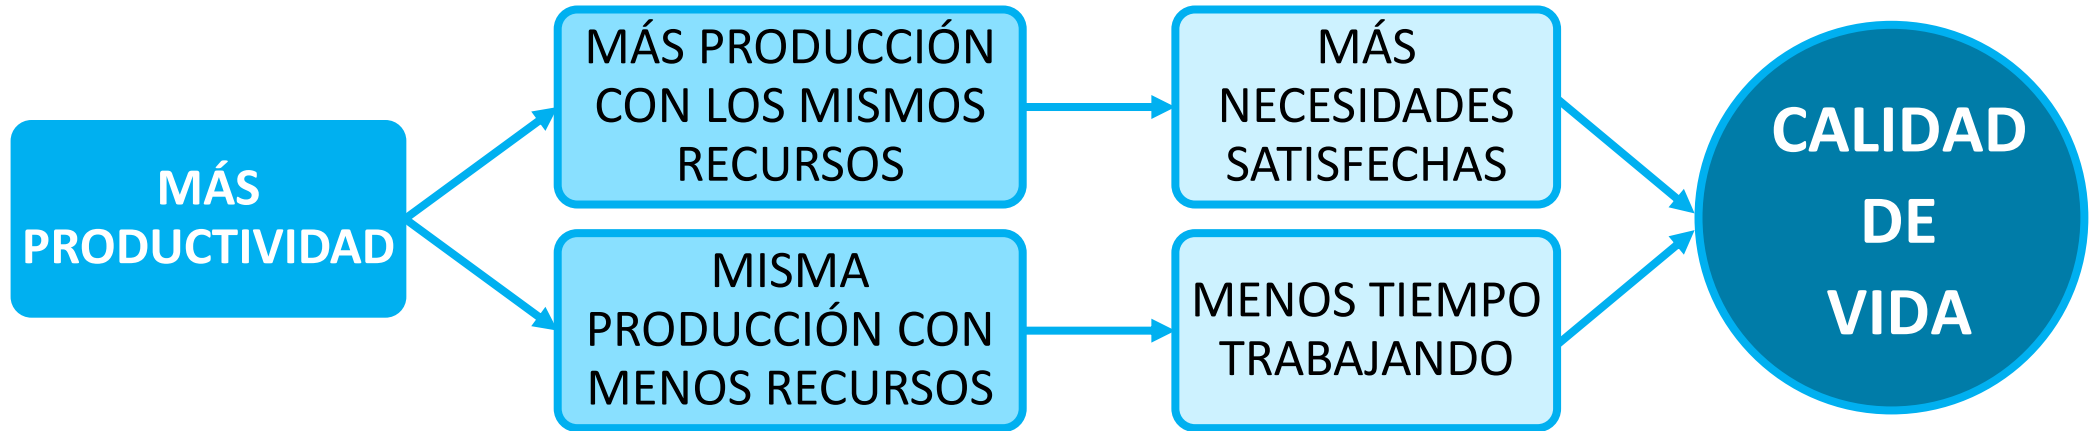 MÁS
PRODUCTIVIDAD
MÁS PRODUCCIÓN
CON LOS MISMOS
RECURSOS
MÁS
NECESIDADES
SATISFECHAS
MISMA
PRODUCCIÓN CON
MENOS RECURSOS
MENOS TIEMPO
TRABAJANDO
CALIDAD
DE
VIDA